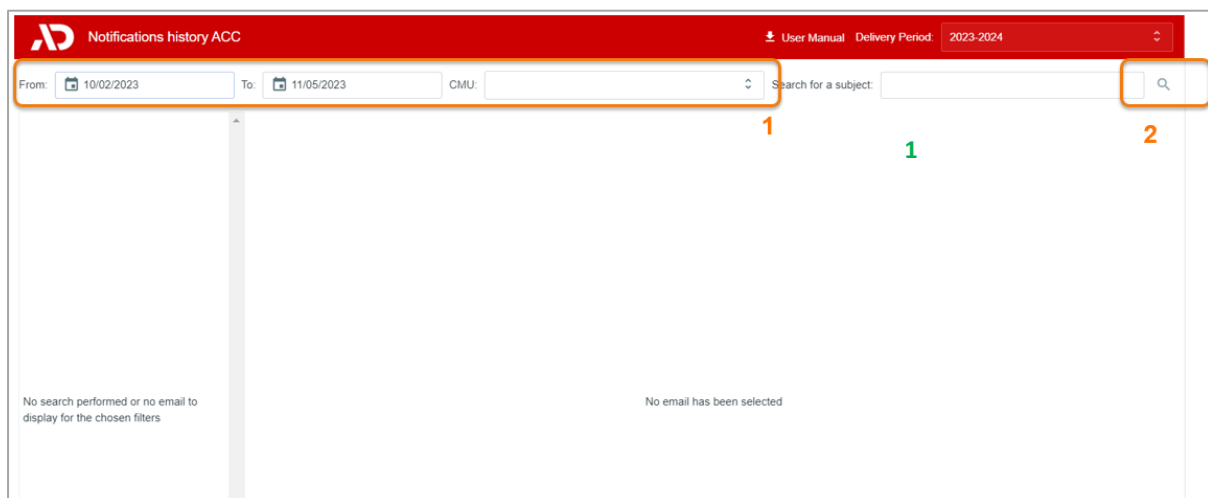 Notifications history ACC
User Manual
Delivery Period:
2023-2024
From:
10/02/2023
To:
11/05/2023
CMU:
Search for a subject:
1
2
1
No search performed or no email to
display for the chosen filters
No email has been selected